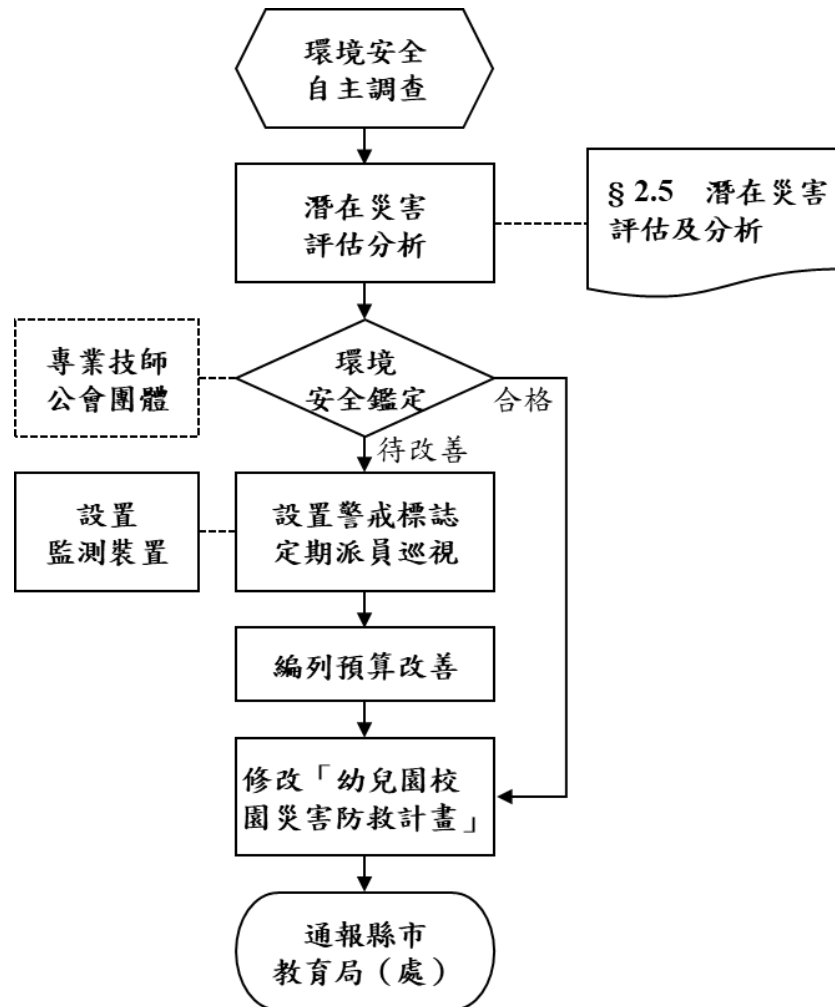 環境安全
自主調查
潛在災害
評估分析
§ 2.5 潛在災害
評估及分析
專業技師
公會團體
環境
安全鑑定
合格
待改善
設置
監測裝置
設置警戒標誌
定期派員巡視
編列預算改善
修改「幼兒園校
園災害防救計畫」
通報縣市
教育局（處）